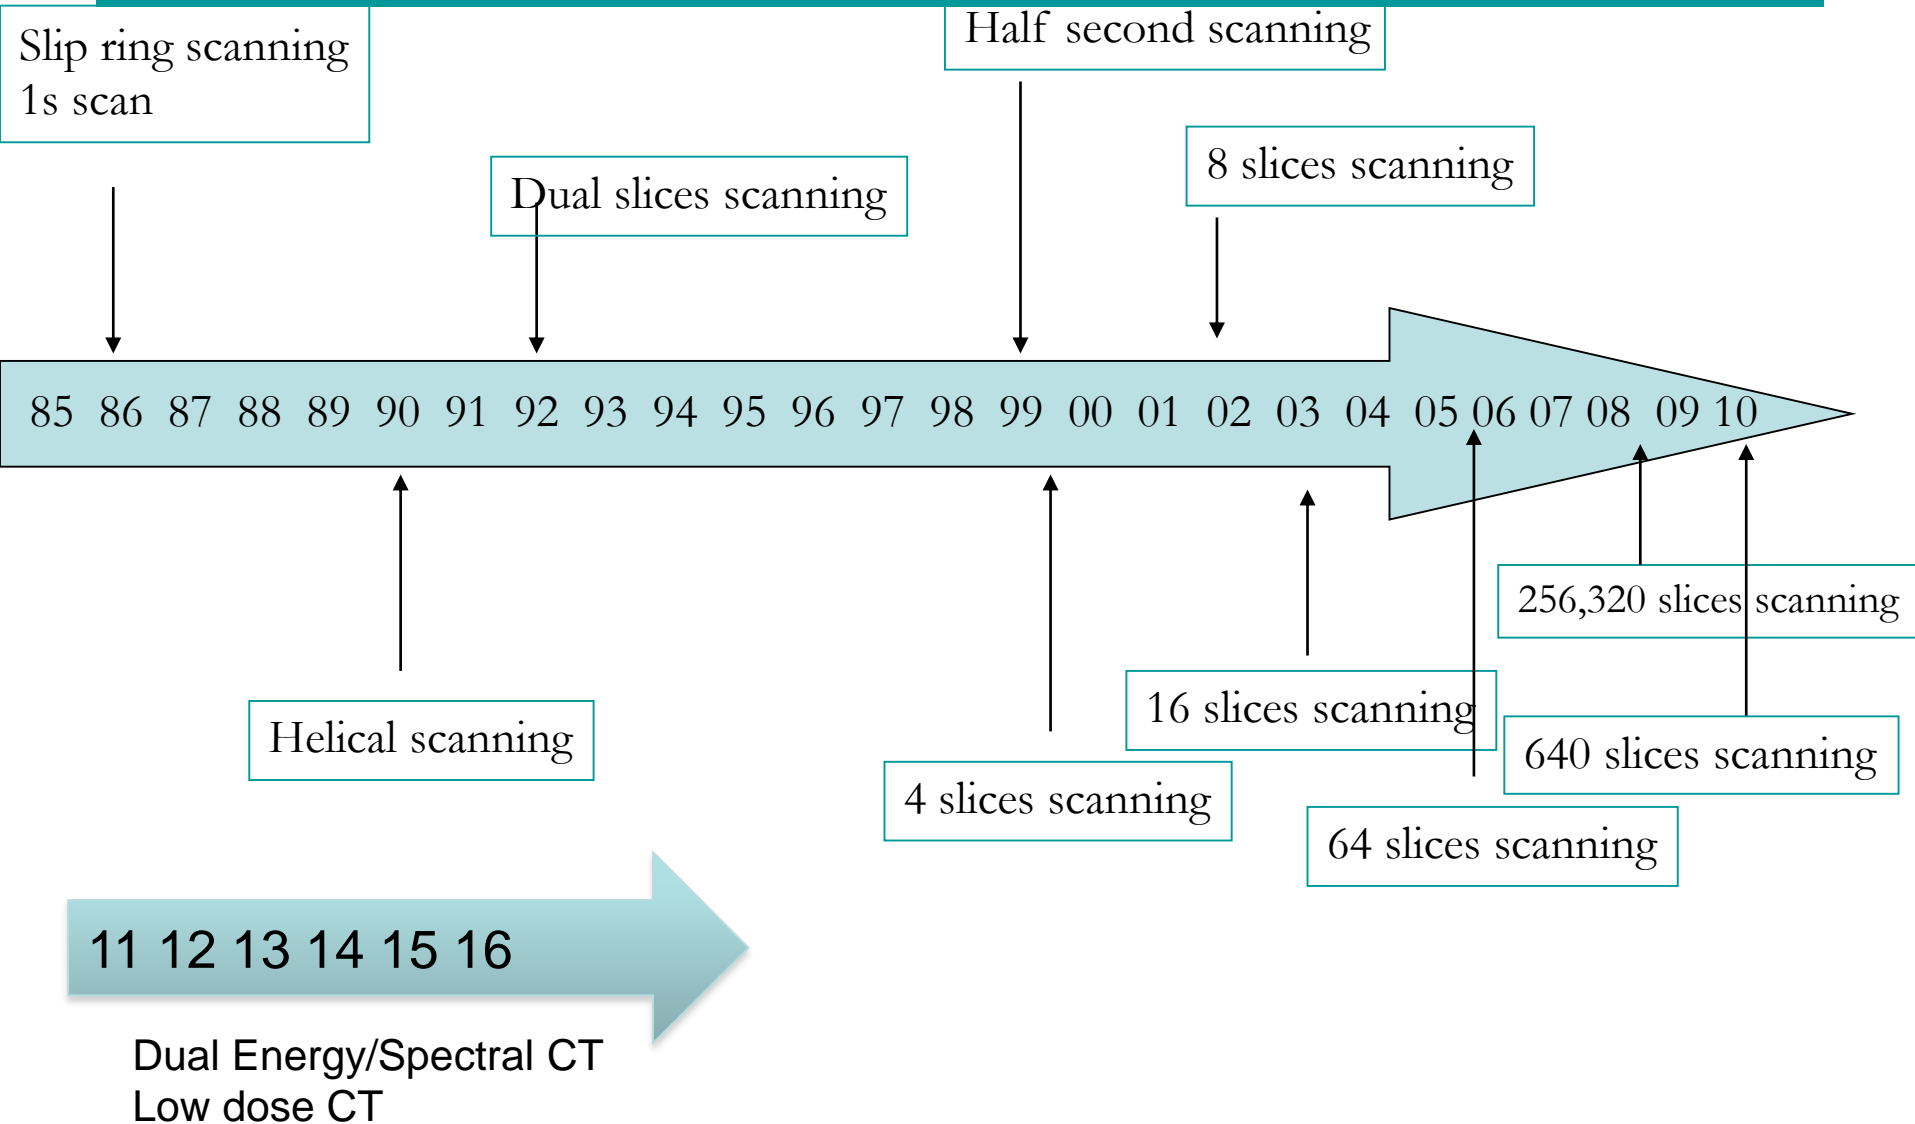 Slip ring scanning
1s scan
Half second scanning
Dual slices scanning
8 slices scanning
85 86 87 88 89 90 91 92 93 94 95 96 97 98 99 00 01 02 03 04 05 06 07 08 09 10
256,320 slices scanning
16 slices scanning
Helical scanning
640 slices scanning
4 slices scanning
64 slices scanning
11 12 13 14 15 16
Dual Energy/Spectral CT
Low dose CT